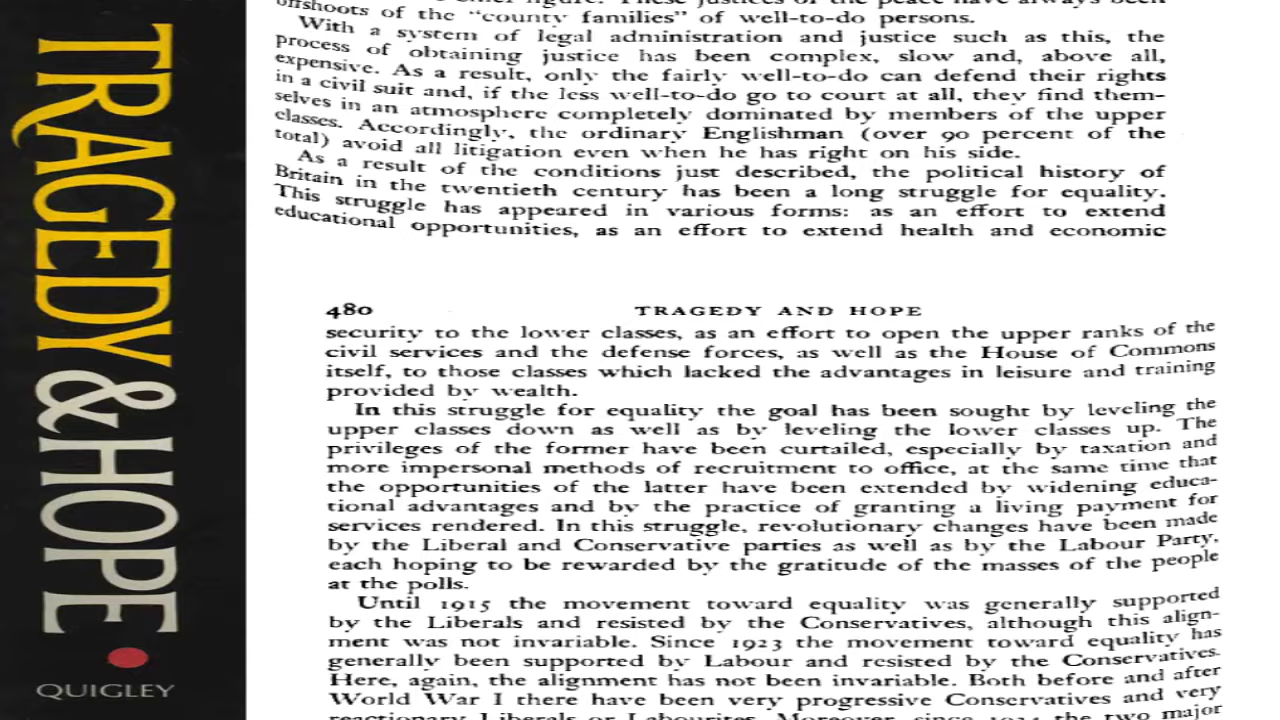 TRAGEDY & HOPE
QUIGLEY
offshoots of the “county families” of well-to-do persons.
With a system of legal administration and justice such as this, the
process of obtaining justice has been complex, slow and, above all,
expensive. As a result, only the fairly well-to-do can defend their rights
in a civil suit and, if the less well-to-do go to court at all, they find them-
selves in an atmosphere completely dominated by members of the upper
classes. Accordingly, the ordinary Englishman (over 90 percent of the
total) avoid all litigation even when he has right on his side.
As a result of the conditions just described, the political history of
Britain in the twentieth century has been a long struggle for equality.
This struggle has appeared in various forms: as an effort to extend
educational opportunities, as an effort to extend health and economic
480 TRAGEDY AND HOPE
security to the lower classes, as an effort to open the upper ranks of the
civil services and the defense forces, as well as the House of Commons
itself, to those classes which lacked the advantages in leisure and training
provided by wealth.
In this struggle for equality the goal has been sought by leveling the
upper classes down as well as by leveling the lower classes up. The
privileges of the former have been curtailed, especially by taxation and
more impersonal methods of recruitment to office, at the same time that
the opportunities of the latter have been extended by widening educa-
tional advantages and by the practice of granting a living payment for
services rendered. In this struggle, revolutionary changes have been made
by the Liberal and Conservative parties as well as by the Labour Party,
each hoping to be rewarded by the gratitude of the masses of the people
at the polls.
Until 1915 the movement toward equality was generally supported
by the Liberals and resisted by the Conservatives, although this align-
ment was not invariable. Since 1923 the movement toward equality has
generally been supported by Labour and resisted by the Conservatives.
Here, again, the alignment has not been invariable. Both before and after
World War I there have been very progressive Conservatives and very
reactionary Liberals or Labourites. Moreover, since 1924 the two major